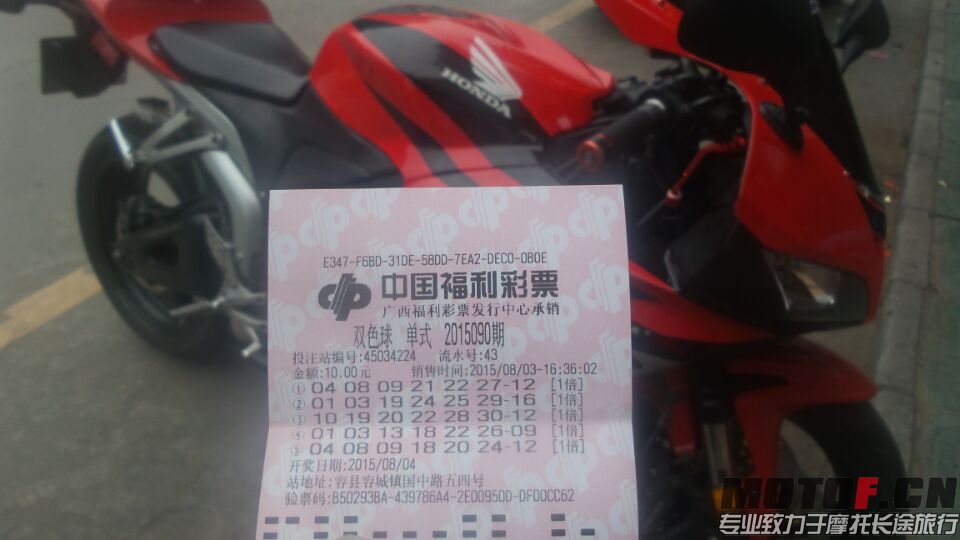 HONDA
E347-F6BD-31DE-58DD-7EA2-DEC0-0B0E
中国福利彩票
广西福利彩票发行中心承销
双色球 单式 2015090期
投注站编号:45034224 流水号:43
金额:10.00元 销售时间:2015/08/03-16:36:02
① 04 08 09 21 22 27-12 [1倍]
② 01 03 19 24 25 29-16 [1倍]
③ 10 19 20 22 28 30-12 [1倍]
④ 01 03 13 18 22 26-09 [1倍]
⑤ 04 08 09 18 20 24-12 [1倍]
开奖日期:2015/08/04
站地址:容县容城镇国中路五四号
验票码:850293BA-439786A4-2E00950D-DF00CC62
MOTOF.CN
专业致力于摩托长途旅行